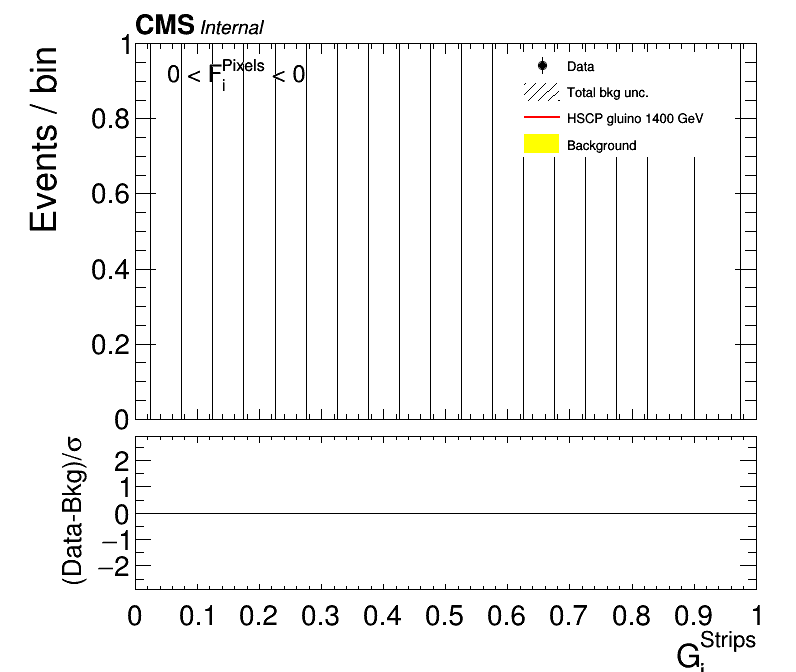 CMS Internal
Events / bin
1
0.8
0.6
0.4
0.2
0
0 < F_i^Pixels < 0
Data
Total bkg unc.
HSCP gluino 1400 GeV
Background
(Data-Bkg)/σ
2
1
0
−1
−2
0 0.1 0.2 0.3 0.4 0.5 0.6 0.7 0.8 0.9 1
G_i^Strips